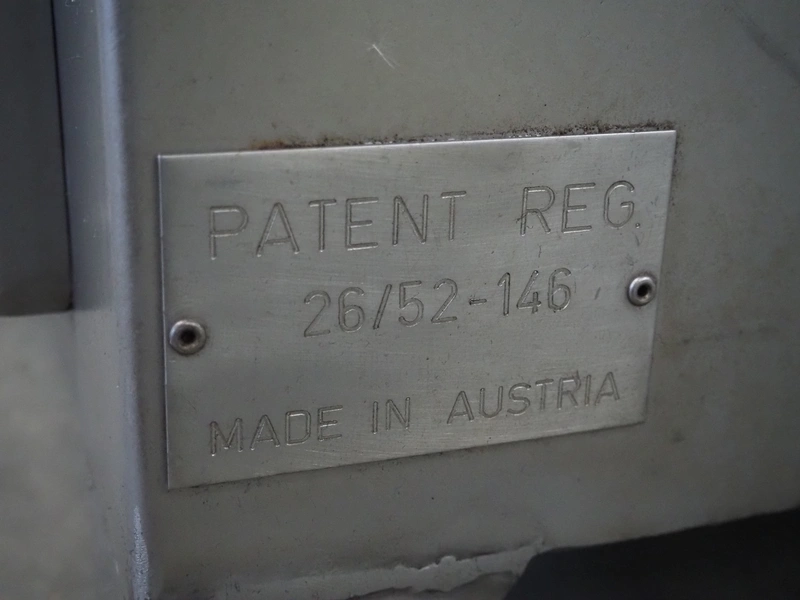 PATENT REG.
26/52-146
MADE IN AUSTRIA